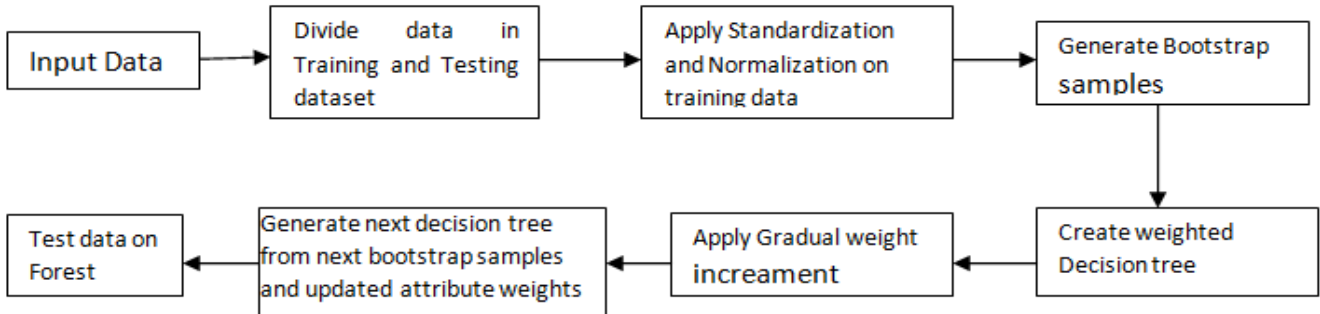 Input Data
Divide data in
Training and Testing
dataset
Apply Standardization
and Normalization on
training data
Generate Bootstrap
samples
Create weighted
Decision tree
Apply Gradual weight
increament
Generate next decision tree
from next bootstrap samples
and updated attribute weights
Test data on
Forest